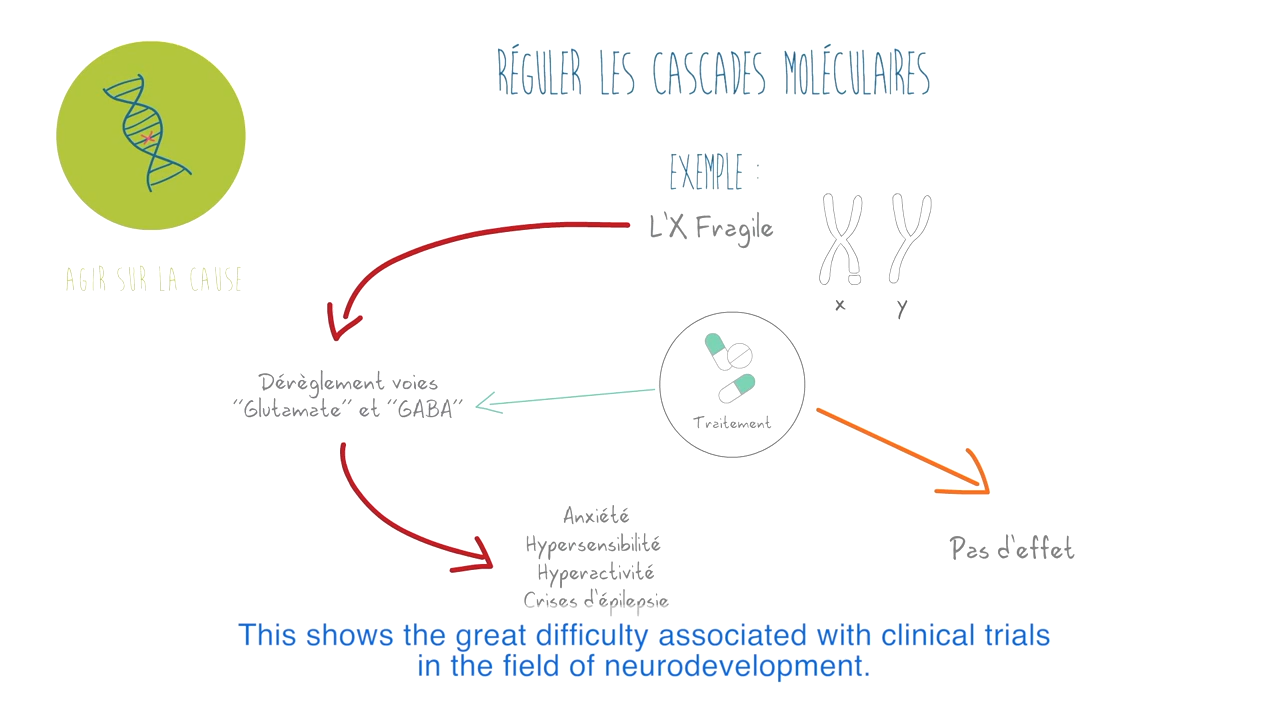 RÉGULER LES CASCADES MOLÉCULAIRES
EXEMPLE :
L'X Fragile
x
y
AGIR SUR LA CAUSE
Dérèglement voies
"Glutamate" et "GABA"
Traitement
Anxiété
Hypersensibilité
Hyperactivité
Crises d'épilepsie
Pas d'effet
This shows the great difficulty associated with clinical trials
in the field of neurodevelopment.